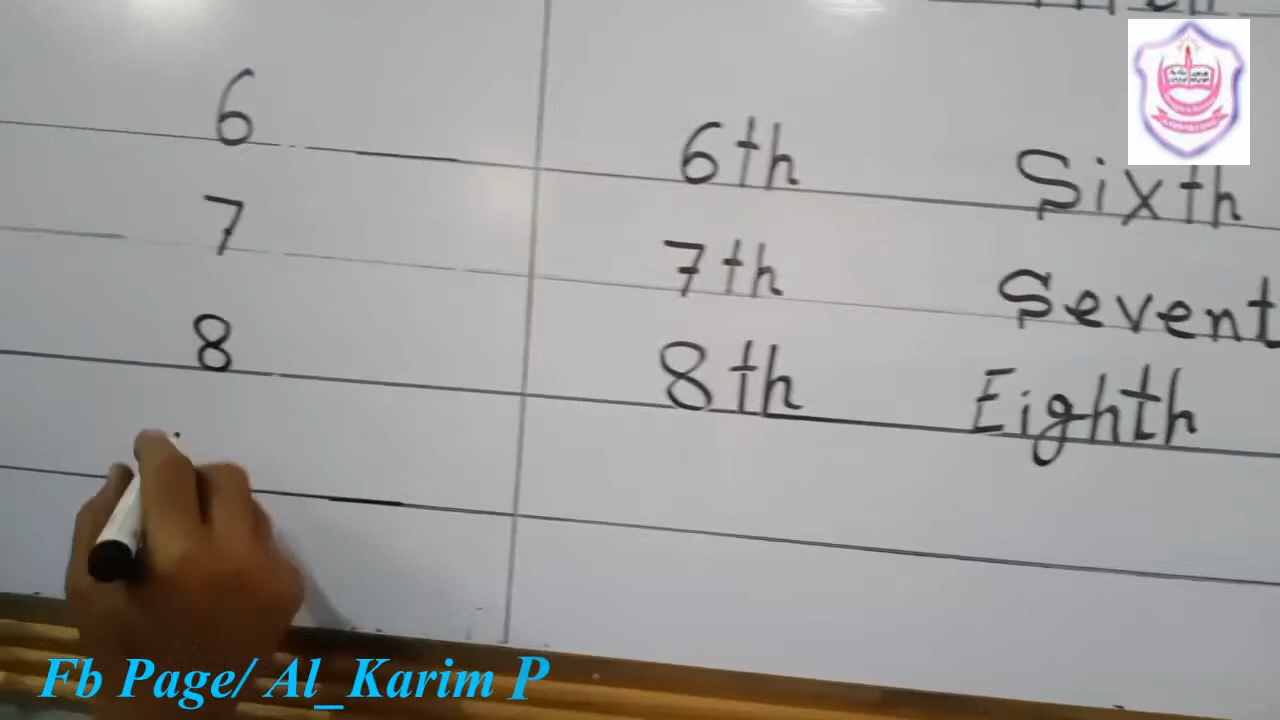 6 6th Sixth
7 7th Sevent
8 8th Eighth
Fb Page/ Al_Karim P